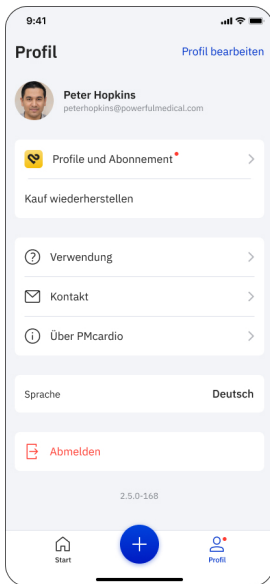 9:41
Profil
Profil bearbeiten
Peter Hopkins
peterhopkins@powerfulmedical.com
Profile und Abonnement
Kauf wiederherstellen
Verwendung
Kontakt
Über PMcardio
Sprache Deutsch
Abmelden
2.5.0-168
Start
Profil